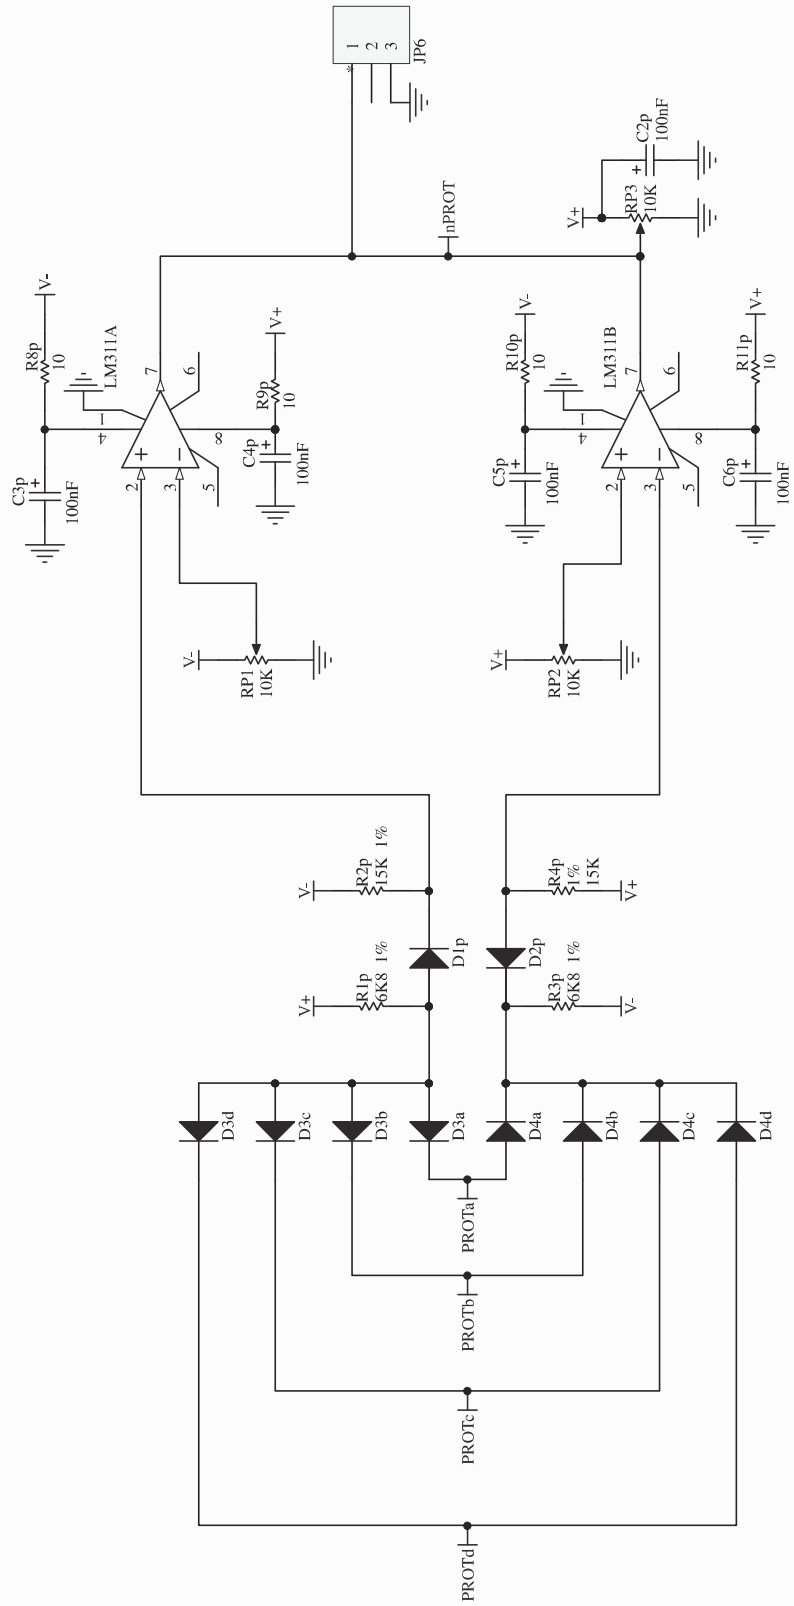 1
2
3
*
JP6
C2p
100nF
V+
RP3
10K
nPROT
V-
R8p
10
LM311A
7
6
V+
R9p
10
1
4
8
C3p
100nF
2
3
5
C4p
100nF
V-
R10p
10
LM311B
7
6
V+
R11p
10
1
4
8
C5p
100nF
2
3
5
C6p
100nF
V-
RP1
10K
V+
RP2
10K
V-
R2p
15K 1%
R4p
1%
15K
V+
D1p
D2p
V+
R1p
6K8 1%
R3p
6K8 1%
V-
D3d
D3c
D3b
D3a
D4a
D4b
D4c
D4d
PROTa
PROTb
PROTc
PROTd